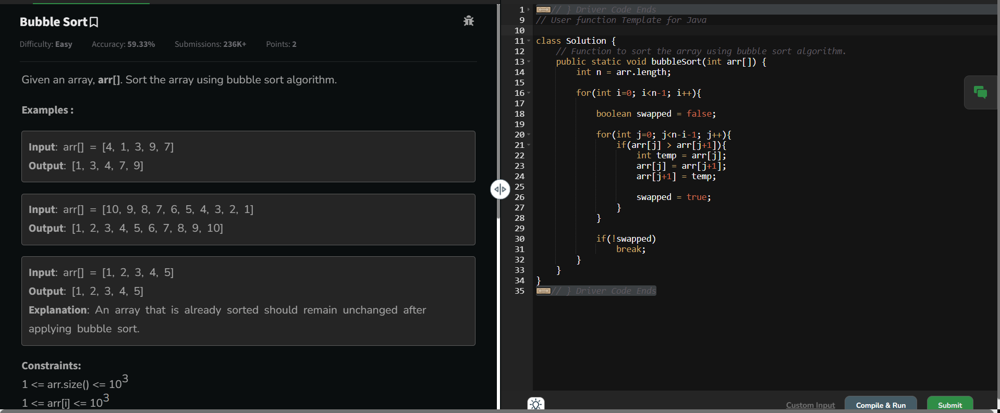 Bubble Sort
Difficulty: Easy Accuracy: 59.33% Submissions: 236K+ Points: 2
Given an array, arr[]. Sort the array using bubble sort algorithm.
Examples :
Input: arr[] = [4, 1, 3, 9, 7]
Output: [1, 3, 4, 7, 9]
Input: arr[] = [10, 9, 8, 7, 6, 5, 4, 3, 2, 1]
Output: [1, 2, 3, 4, 5, 6, 7, 8, 9, 10]
Input: arr[] = [1, 2, 3, 4, 5]
Output: [1, 2, 3, 4, 5]
Explanation: An array that is already sorted should remain unchanged after
applying bubble sort.
Constraints:
1 <= arr.size() <= 10³
1 <= arr[i] <= 10³
1 // } Driver Code Ends
9 // User function Template for Java
10
11 class Solution {
12     // Function to sort the array using bubble sort algorithm.
13     public static void bubbleSort(int arr[]) {
14         int n = arr.length;
15
16         for(int i=0; i<n-1; i++){
17
18             boolean swapped = false;
19
20             for(int j=0; j<n-i-1; j++){
21                 if(arr[j] > arr[j+1]){
22                     int temp = arr[j];
23                     arr[j] = arr[j+1];
24                     arr[j+1] = temp;
25
26                     swapped = true;
27                 }
28             }
29
30             if(!swapped)
31                 break;
32         }
33     }
34 }
35 // } Driver Code Ends
Custom Input Compile & Run Submit